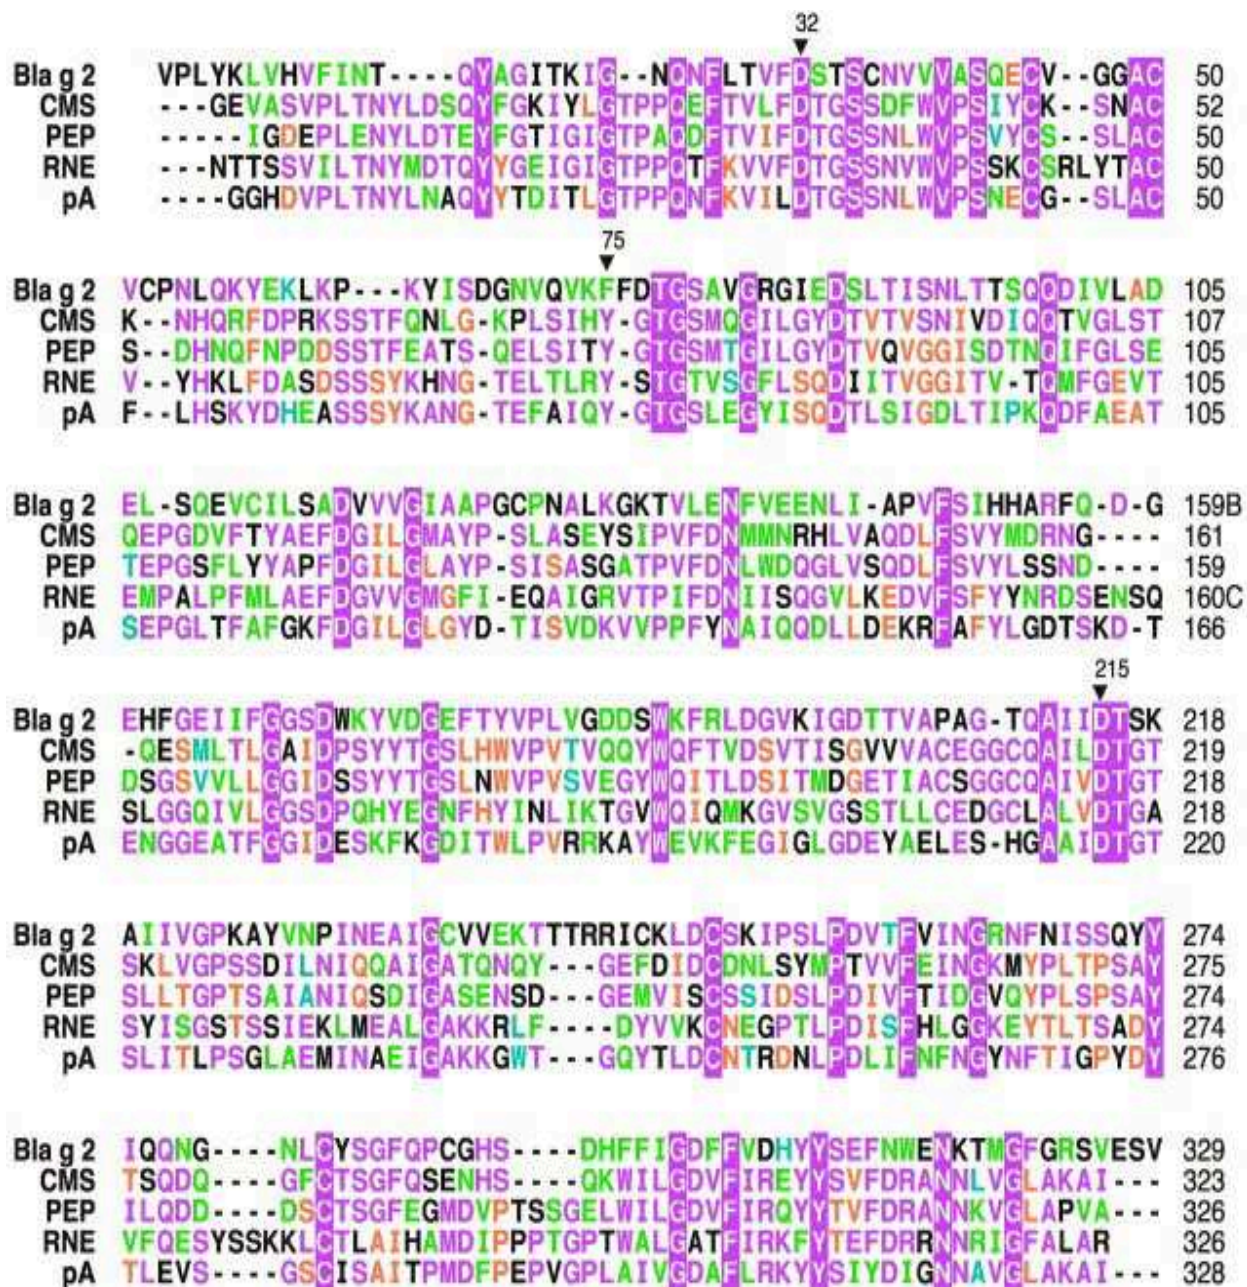 32
Bla g 2 VPLYKLVHVFINT----QYAGITKIG--NQNFLTVFDSTSCNVVVASQECV--GGAC 50
CMS ---GEVASVPLTNYLDSQYFGKIYLGTPPQEFTVLFDTGSSDFWVPSIYCK--SNAC 52
PEP -----IGDEPLENYLDTEYFGTIGIGTPAQDFTVIFDTGSSNLWVPSVYCS--SLAC 50
RNE ---NTTSSVILTNYMDTQYYGEIGIGTPPQTFKVVFDTGSSNVWVPSSKCSRLYTAC 50
pA ----GGHDVPLTNYLNAQYYTDITLGTPPQNFKVILDTGSSNLWVPSNECG--SLAC 50
75
Bla g 2 VCPNLQKYEKLKP---KYISDGNVQVKFFDTGSAVGRGIEDSLTISNLTTSQQDIVLAD 105
CMS K--NHQRFDPRKSSTFQNLG-KPLSIHY-GTGSMQGILGYDTVTVSNIVDIQQTVGLST 107
PEP S--DHNQFNPDDSSTFEATS-QELSITY-GTGSMTGILGYDTVQVGGISDTNQIFGLSE 105
RNE V--YHKLFDASDSSSYKHNG-TELTLRY-STGTVSGFLSQDIITVGGITV-TQMFGEVT 105
pA F--LHSKYDHEASSSYKANG-TEFAIQY-GTGSLEGYISQDTLSIGDLTIPKQDFAEAT 105
Bla g 2 EL-SQEVCILSADVVVGIAAPGCPNALKGKTVLENFVEENLI-APVFSIHHARFQ-D-G 159B
CMS QEPGDVFTYAEFDGILGMAYP-SLASEYSIPVFDNMMNRHLVAQDLFSVYMDRNG---- 161
PEP TEPGSFLYYAPFDGILGLAYP-SISASGATPVFDNLWDQGLVSQDLFSVYLSSND---- 159
RNE EMPALPFMLAEFDGVVGMGFI-EQAIGRVTPIFDNIISQGVLKEDVFSFYYNRDSENSQ 160C
pA SEPGLTFAFGKFDGILGLGYD-TISVDKVVPPFYNAIQQDLLDEKRFAFYLGDTSKD-T 166
215
Bla g 2 EHFGEIIFGGSDWKYVDGEFTYVPLVGDDSWKFRLDGVKIGDTTVAPAG-TQAIIDTSK 218
CMS -QESMLTLGAIDPSYYTGSLHWVPVTVQQYWQFTVDSVTISGVVVACEGGCQAILDTGT 219
PEP DSGSVVLLGGIDSSYYTGSLNWVPVSVEGYWQITLDSITMDGETIACSGGCQAIVDTGT 218
RNE SLGGQIVLGGSDPQHYEGNFHYINLIKTGVWQIQMKGVSVGSSTLLCEDGCLALVDTGA 218
pA ENGGEATFGGIDESKFKGDITWLPVRRKAYWEVKFEGIGLGDEYAELES-HGAAIDTGT 220
Bla g 2 AIIVGPKAYVNPINEAIGCVVEKTTTRRICKLDCSKIPSLPDVTFVINGRNFNISSQYY 274
CMS SKLVGPSSDILNIQQAIGATQNQY---GEFDIDCDNLSYMPTVVFEINGKMYPLTPSAY 275
PEP SLLTGPTSAIANIQSDIGASENSD---GEMVISCSSIDSLPDIVFTIDGVQYPLSPSAY 274
RNE SYISGSTSSIEKLMEALGAKKRLF----DYVVKCNEGPTLPDISFHLGGKEYTLTSADY 274
pA SLITLPSGLAEMINAEIGAKKGWT---GQYTLDCNTRDNLPDLIFNFNGYNFTIGPYDY 276
Bla g 2 IQQNG----NLCYSGFQPCGHS----DHFFIGDFFVDHYYSEFNWENKTMGFGRSVESV 329
CMS TSQDQ----GFCTSGFQSENHS----QKWILGDVFIREYYSVFDRANNLVGLAKAI--- 323
PEP ILQDD----DSCTSGFEGMDVPTSSGELWILGDVFIRQYYTVFDRANNKVGLAPVA--- 326
RNE VFQESYSSKKLCTLAIHAMDIPPPTGPTWALGATFIRKFYTEFDRRNNRIGFALAR 326
pA TLEVS----GSCISAITPMDFPEPVGPLAIVGDAFLRKYYSIYDIGNNAVGLAKAI--- 328